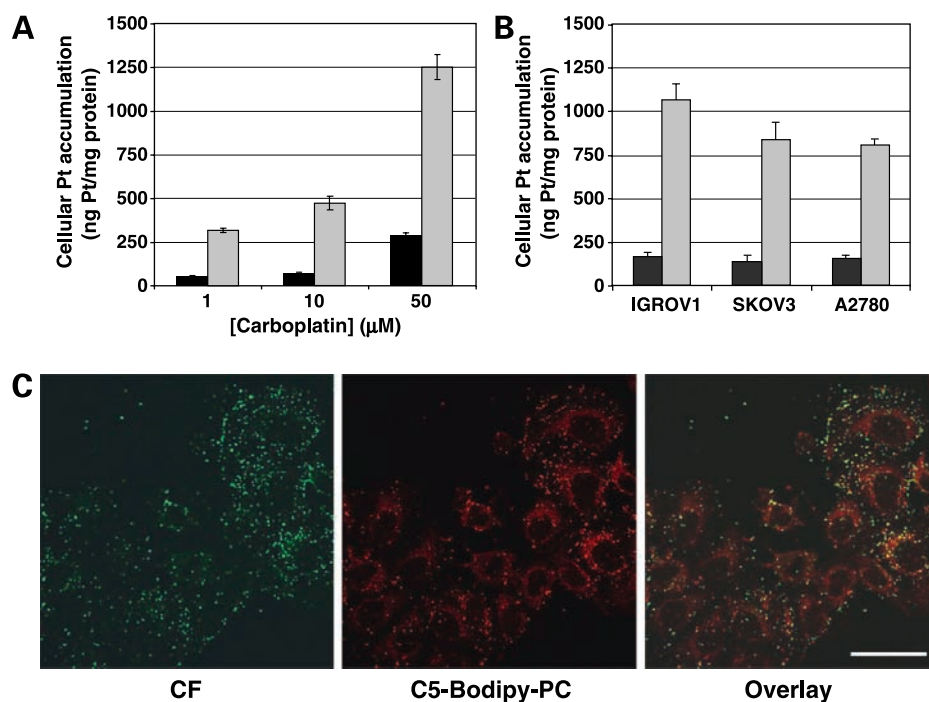 A
Cellular Pt accumulation
(ng Pt/mg protein)
1500
1250
1000
750
500
250
0
1 10 50
[Carboplatin] (μM)
B
Cellular Pt accumulation
(ng Pt/mg protein)
1500
1250
1000
750
500
250
0
IGROV1 SKOV3 A2780
C
CF C5-Bodipy-PC Overlay